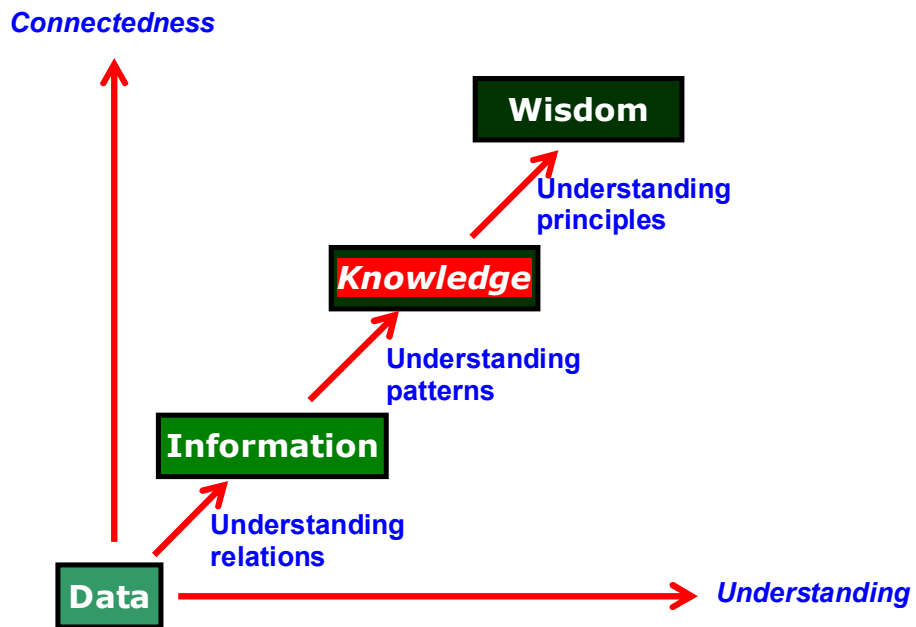 Connectedness
Wisdom
Understanding
principles
Knowledge
Understanding
patterns
Information
Understanding
relations
Data
Understanding